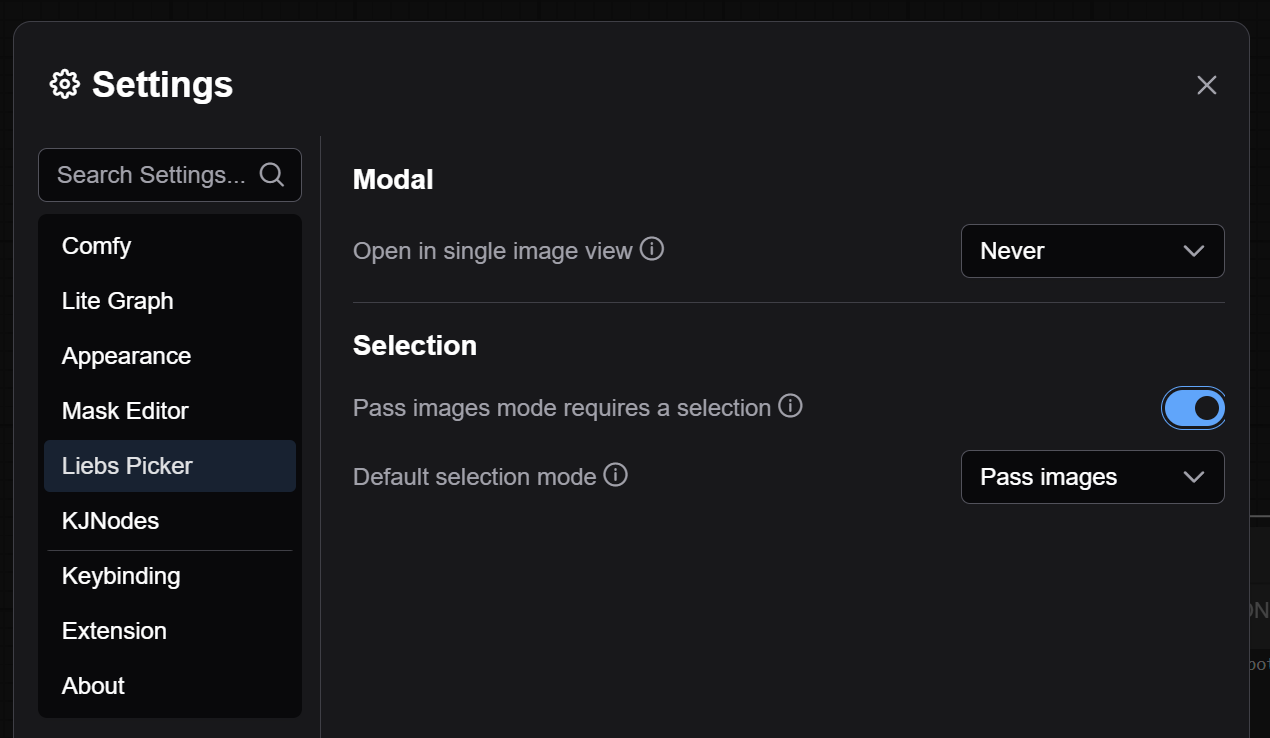 Settings
Search Settings...
Comfy
Lite Graph
Appearance
Mask Editor
Liebs Picker
KJNodes
Keybinding
Extension
About
Modal
Open in single image view
Never
Selection
Pass images mode requires a selection
Default selection mode
Pass images